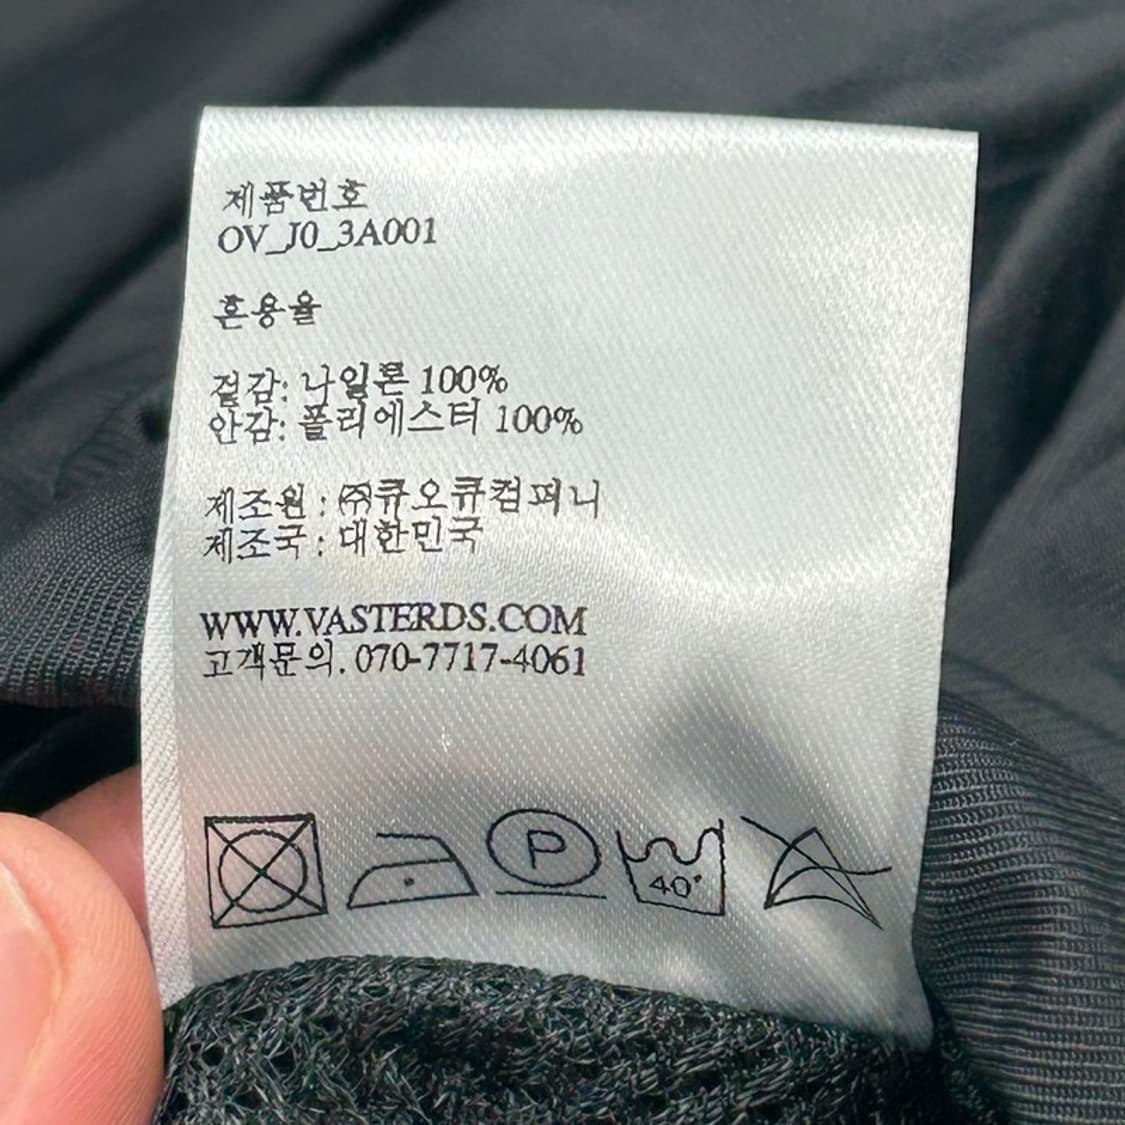 제품번호
OV_J0_3A001
혼용율
겉감: 나일론 100%
안감: 폴리에스터 100%
제조원 : ㈜큐오큐컴퍼니
제조국 : 대한민국
WWW.VASTERDS.COM
고객문의. 070-7717-4061
P
40°